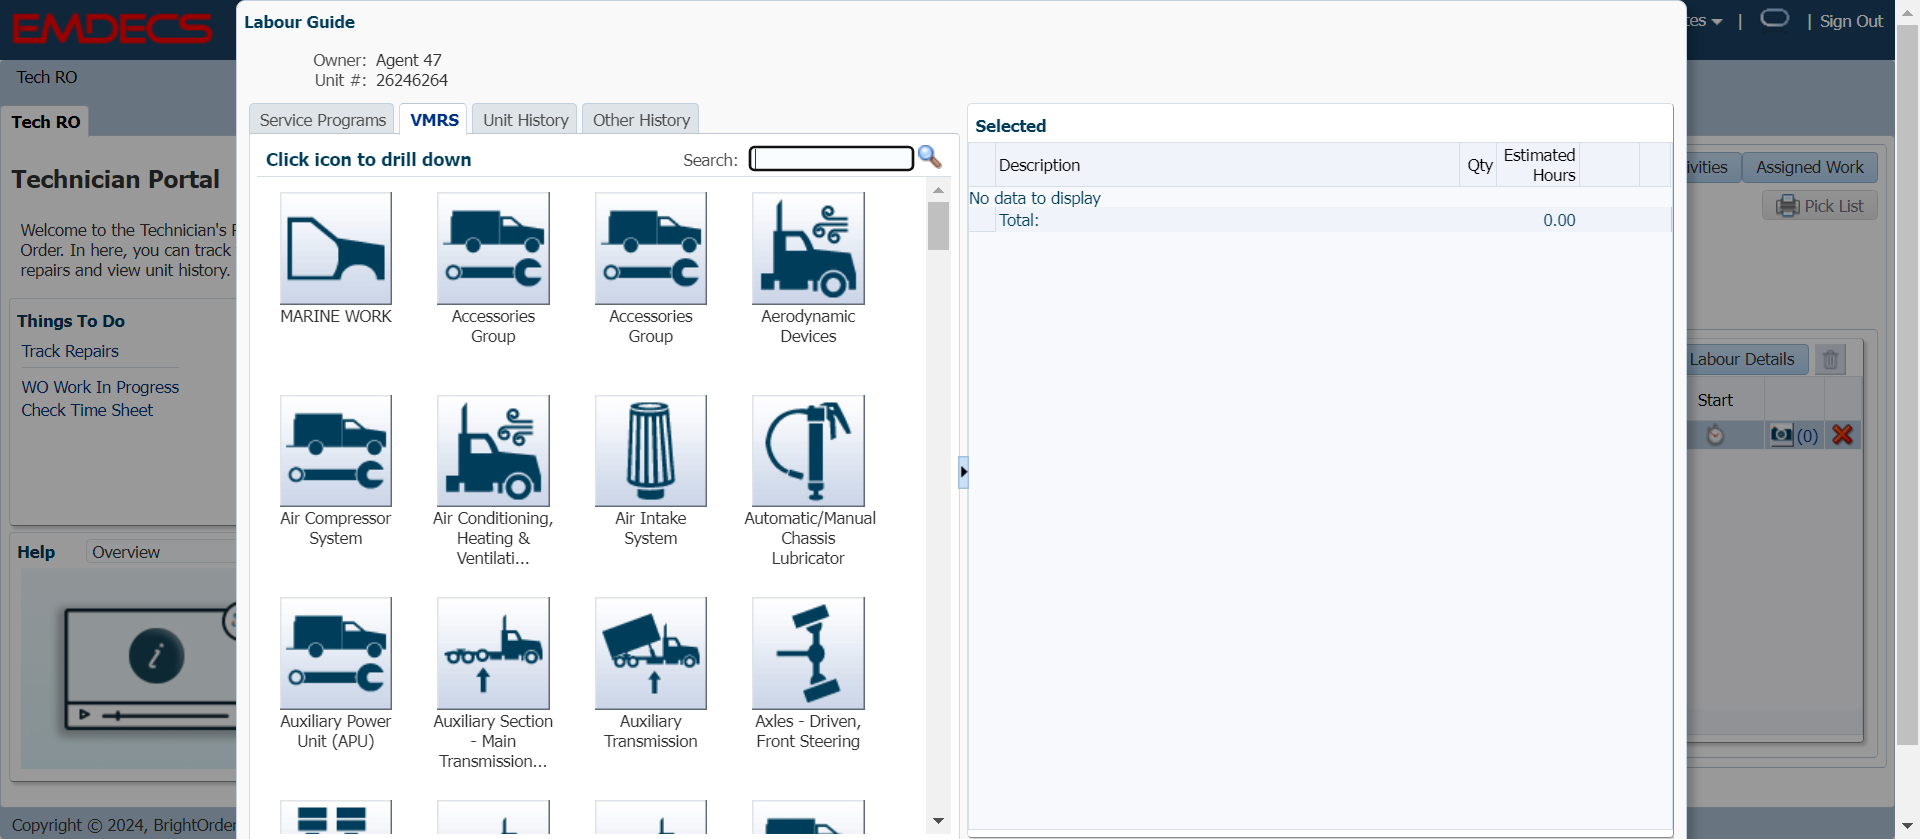 EMDECS
Labour Guide
tes
|
| Sign Out
Tech RO
Owner: Agent 47
Unit #: 26246264
Tech RO
Service Programs
VMRS
Unit History
Other History
Selected
Click icon to drill down
Search:
Description
Qty
Estimated
Hours
No data to display
Total:
0.00
Technician Portal
Welcome to the Technician's
Order. In here, you can track
repairs and view unit history.
ivities
Assigned Work
Pick List
MARINE WORK
Accessories
Group
Accessories
Group
Aerodynamic
Devices
Things To Do
Track Repairs
WO Work In Progress
Check Time Sheet
Labour Details
Start
(0)
Air Compressor
System
Air Conditioning,
Heating &
Ventilati...
Air Intake
System
Automatic/Manual
Chassis
Lubricator
Help
Overview
i
Auxiliary Power
Unit (APU)
Auxiliary Section
- Main
Transmission...
Auxiliary
Transmission
Axles - Driven,
Front Steering
Copyright © 2024, BrightOrder